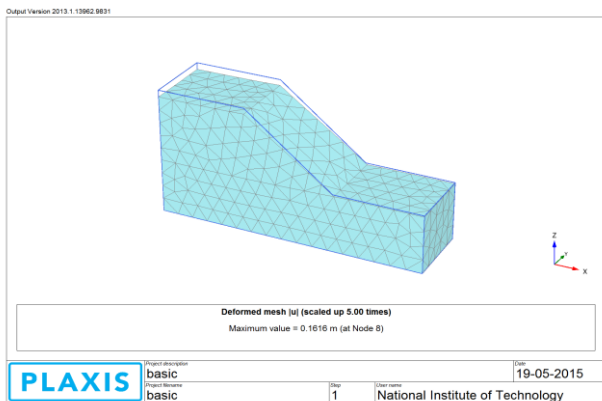 Output Version 2013.1.13962.9831
Z
Y
X
Deformed mesh |u| (scaled up 5.00 times)
Maximum value = 0.1616 m (at Node 8)
PLAXIS
Project description
basic
Date
19-05-2015
Project filename
basic
Step
1
User name
National Institute of Technology